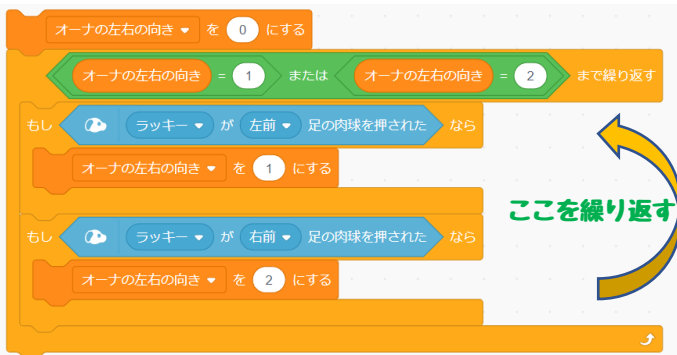 オーナの左右の向き を 0 にする
オーナの左右の向き = 1 または オーナの左右の向き = 2 まで繰り返す
もし ラッキー が 左前 足の肉球を押された なら
オーナの左右の向き を 1 にする
ここを繰り返す
もし ラッキー が 右前 足の肉球を押された なら
オーナの左右の向き を 2 にする